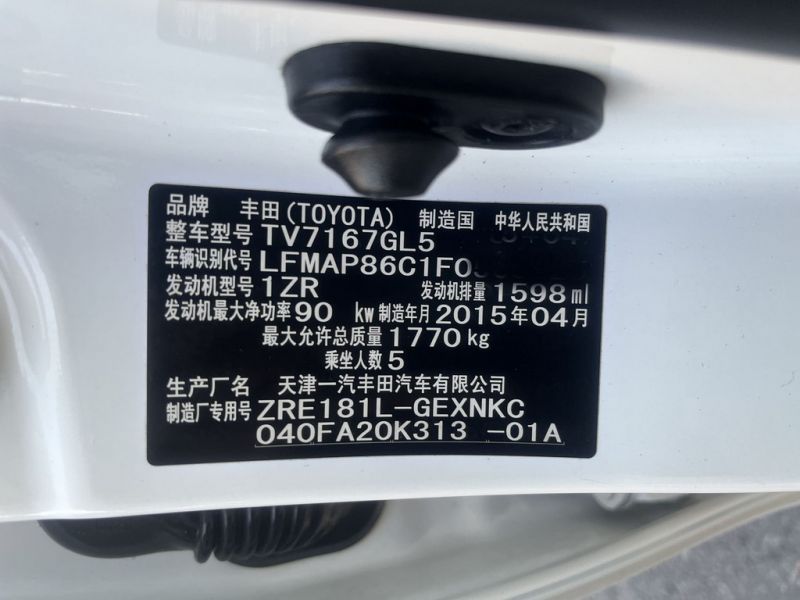 品牌 丰田(TOYOTA) 制造国 中华人民共和国
整车型号 TV7167GL5
车辆识别代号 LFMAP86C1F0
发动机型号 1ZR 发动机排量 1598ml
发动机最大净功率 90 kw 制造年月 2015年04月
最大允许总质量 1770kg
乘坐人数 5
生产厂名 天津一汽丰田汽车有限公司
制造厂专用号 ZRE181L-GEXNKC
040FA20K313 -01A